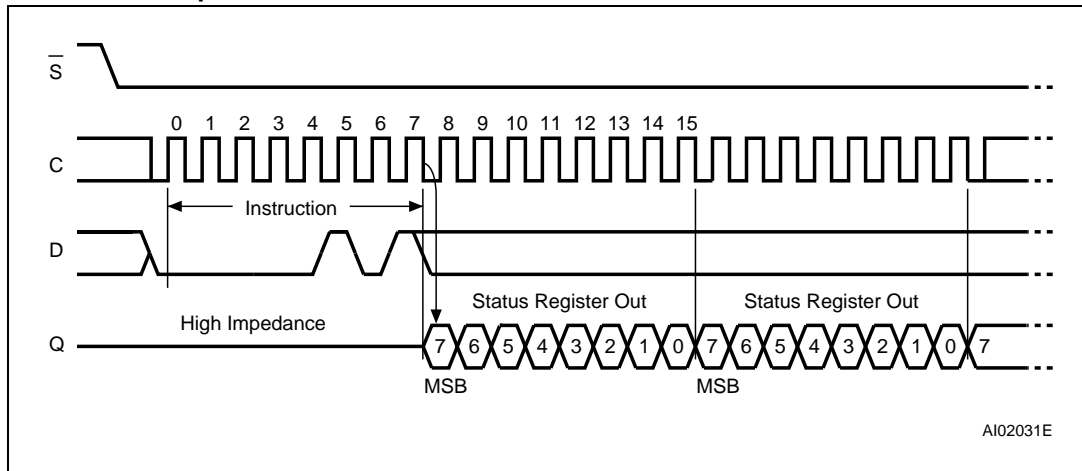 S
0 1 2 3 4 5 6 7 8 9 10 11 12 13 14 15
C
Instruction
D
Status Register Out Status Register Out
High Impedance
Q 7 6 5 4 3 2 1 0 7 6 5 4 3 2 1 0 7
MSB MSB
AI02031E